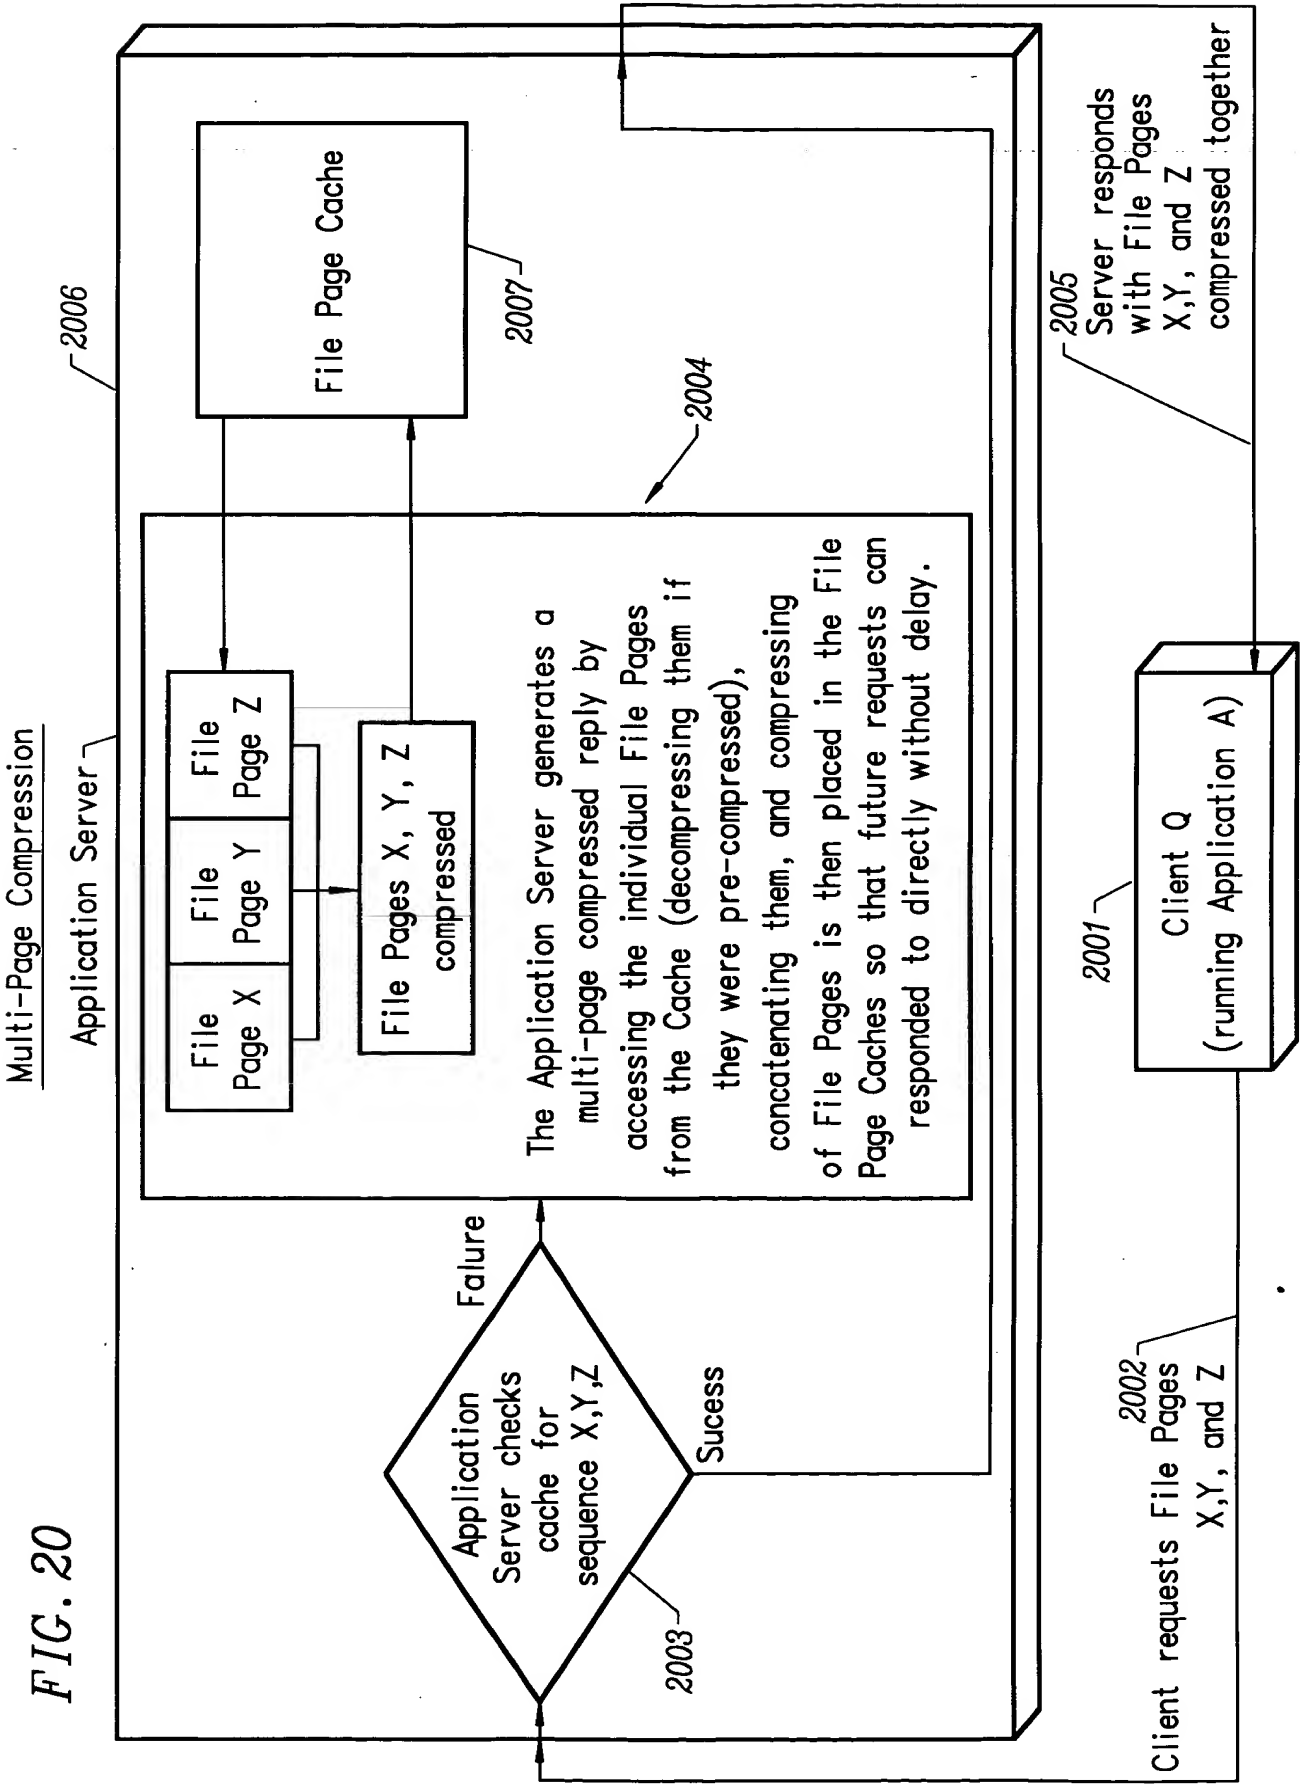 FIG. 20
Multi-Page Compression
Application Server
2006
File
Page X
File
Page Y
File
Page Z
File Pages X, Y, Z
compressed
File Page Cache
2007
Application
Server checks
cache for
sequence X,Y,Z
2003
Falure
Sucess
The Application Server generates a
multi-page compressed reply by
accessing the individual File Pages
from the Cache (decompressing them if
they were pre-compressed),
concatenating them, and compressing
of File Pages is then placed in the File
Page Caches so that future requests can
responded to directly without delay.
2004
2005
Server responds
with File Pages
X,Y, and Z
compressed together
2001
Client Q
(running Application A)
2002
Client requests File Pages
X,Y, and Z